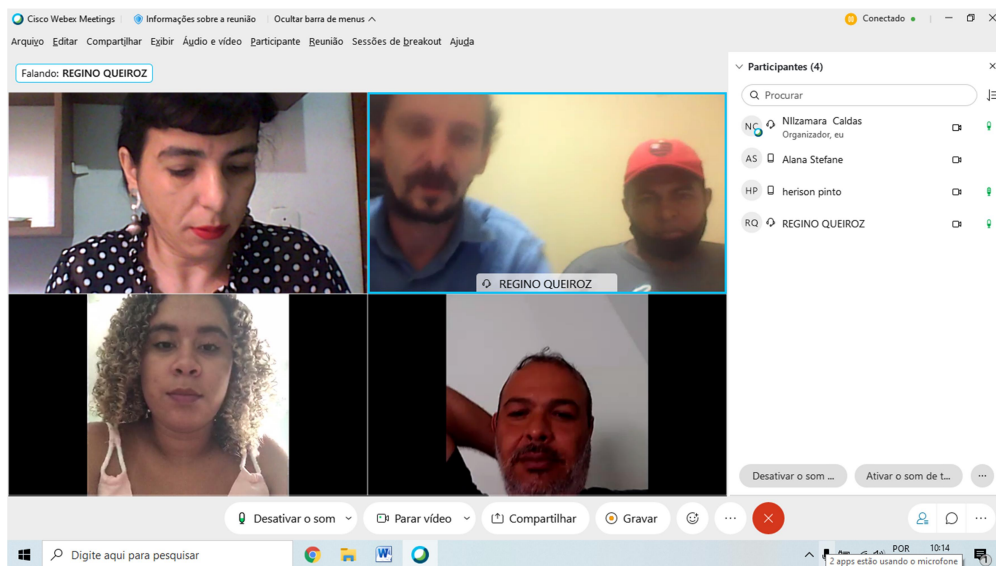 Cisco Webex Meetings Informações sobre a reunião Ocultar barra de menus Conectado
Arquivo Editar Compartilhar Exibir Áudio e vídeo Participante Reunião Sessões de breakout Ajuda
Falando: REGINO QUEIROZ
REGINO QUEIROZ
Participantes (4)
Procurar
NC NIlzamara Caldas
Organizador, eu
AS Alana Stefane
HP herison pinto
RQ REGINO QUEIROZ
Desativar o som ... Ativar o som de t...
Desativar o som Parar vídeo Compartilhar Gravar
Digite aqui para pesquisar
POR 10:14
2 apps estão usando o microfone
1